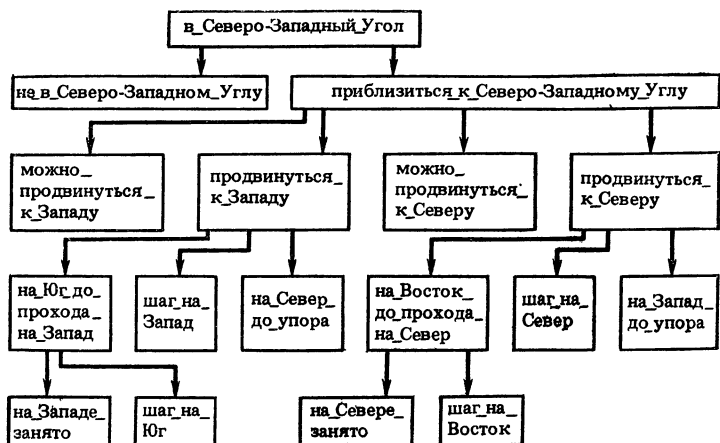 в_Северо-Западный_Угол
не_в_Северо-Западном_Углу
приблизиться_к_Северо-Западному_Углу
можно_
продвинуться_
к_Западу
продвинуться_
к_Западу
можно_
продвинуться_
к_Северу
продвинуться_
к_Северу
на_Юг_до_
прохода_
на_Запад
шаг_на_
Запад
на_Север_
до_упора
на_Восток_
до_прохода_
на_Север
шаг_на_
Север
на_Запад_
до_упора
на_Западе_
занято
шаг_на_
Юг
на_Севере_
занято
шаг_на_
Восток